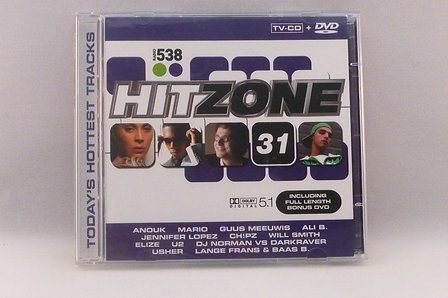 TODAY'S HOTTEST TRACKS
TV-CD + DVD
538
HITZONE
31
DOLBY
DIGITAL 5.1
INCLUDING
FULL LENGTH
BONUS DVD
ANOUK MARIO GUUS MEEUWIS ALI B.
JENNIFER LOPEZ CH!PZ WILL SMITH
ELIZE U2 DJ NORMAN VS DARKRAVER
USHER LANGE FRANS & BAAS B.